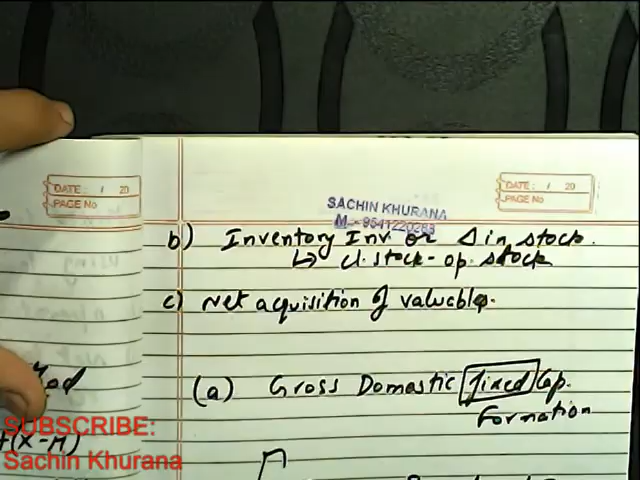 DATE: / 20
PAGE No
DATE: / 20
PAGE No
SACHIN KHURANA
M - 9541220283
b) Inventory Inv or Δ in stock.
↳ cl. stock - op. stock
c) Net acquisition of valuables.
(a) Gross Domestic fixed Cap.
Formation
+(X-M)
SUBSCRIBE:
Sachin Khurana